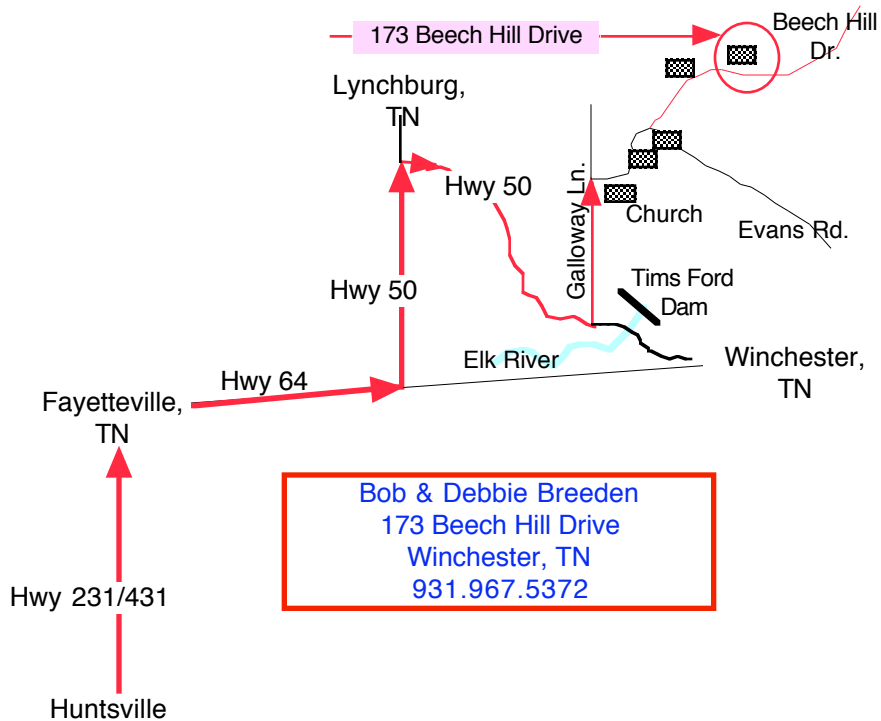 173 Beech Hill Drive
Beech Hill
Dr.
Lynchburg,
TN
Hwy 50
Galloway Ln.
Church
Evans Rd.
Hwy 50
Tims Ford
Dam
Elk River
Winchester,
TN
Hwy 64
Fayetteville,
TN
Bob & Debbie Breeden
173 Beech Hill Drive
Winchester, TN
931.967.5372
Hwy 231/431
Huntsville